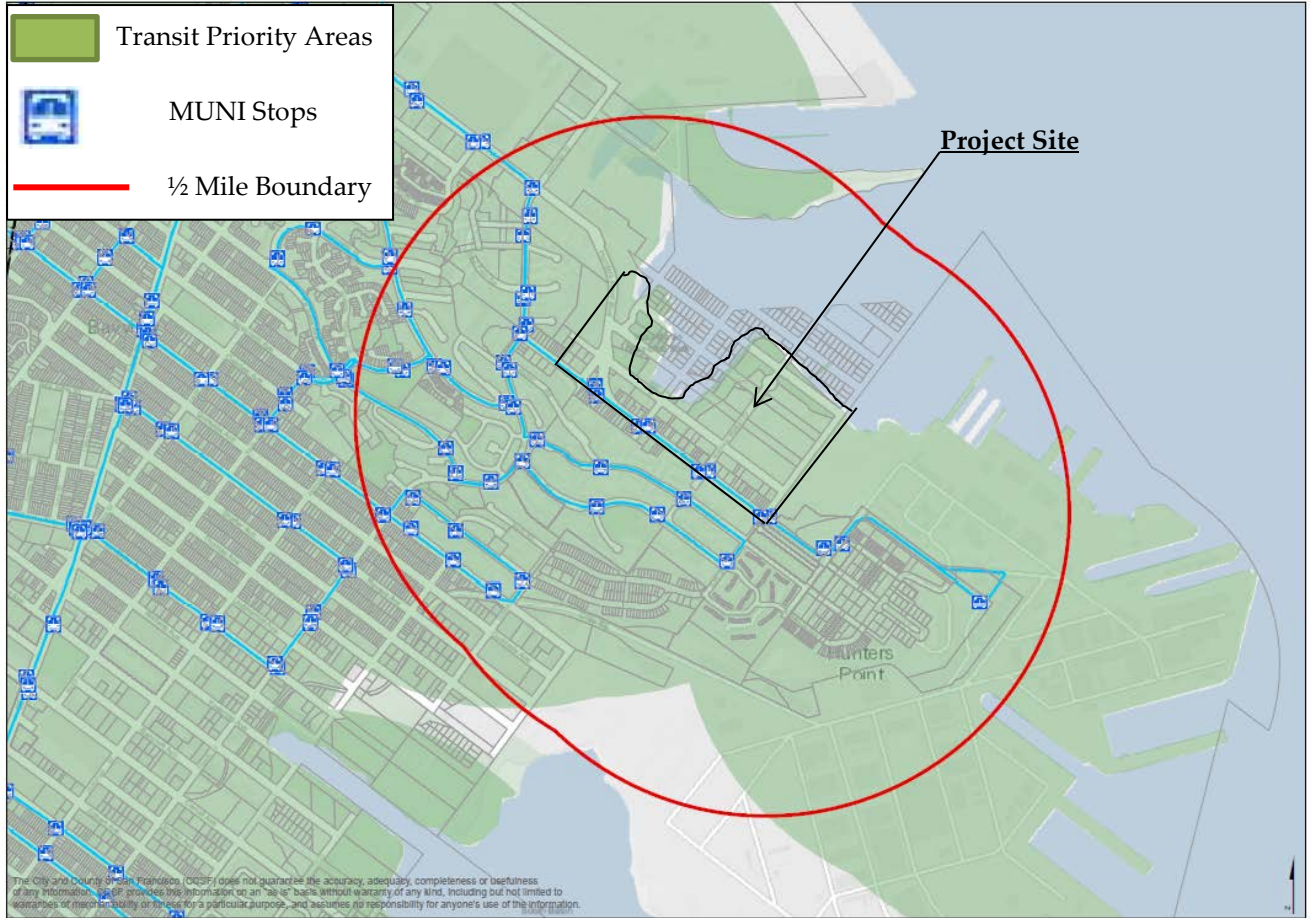 Transit Priority Areas
MUNI Stops
½ Mile Boundary
Project Site
Hunters
Point
The City and County of San Francisco (CCSF) does not guarantee the accuracy, adequacy, completeness or usefulness
of any information. CCSF provides this information on an "as is" basis without warranty of any kind, including but not limited to
warranties of merchantability or fitness for a particular purpose, and assumes no responsibility for anyone's use of the information.